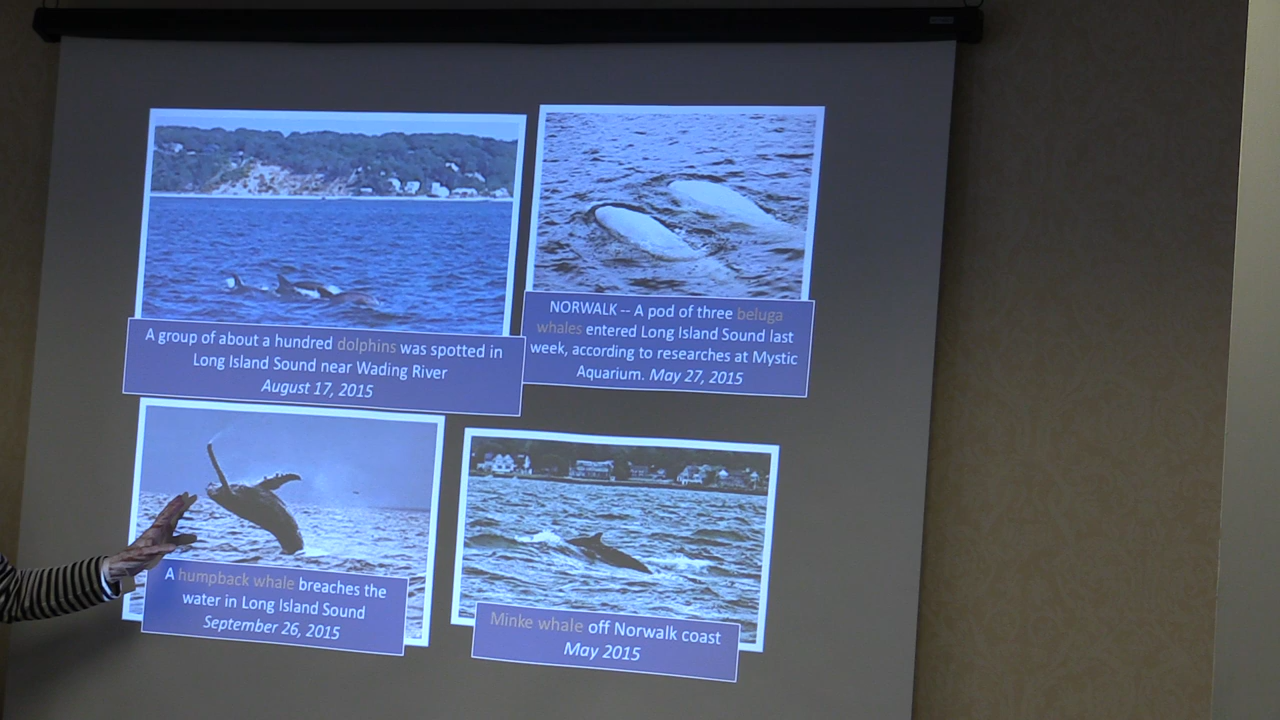 A group of about a hundred dolphins was spotted in
Long Island Sound near Wading River
August 17, 2015
NORWALK -- A pod of three beluga
whales entered Long Island Sound last
week, according to researches at Mystic
Aquarium. May 27, 2015
A humpback whale breaches the
water in Long Island Sound
September 26, 2015
Minke whale off Norwalk coast
May 2015